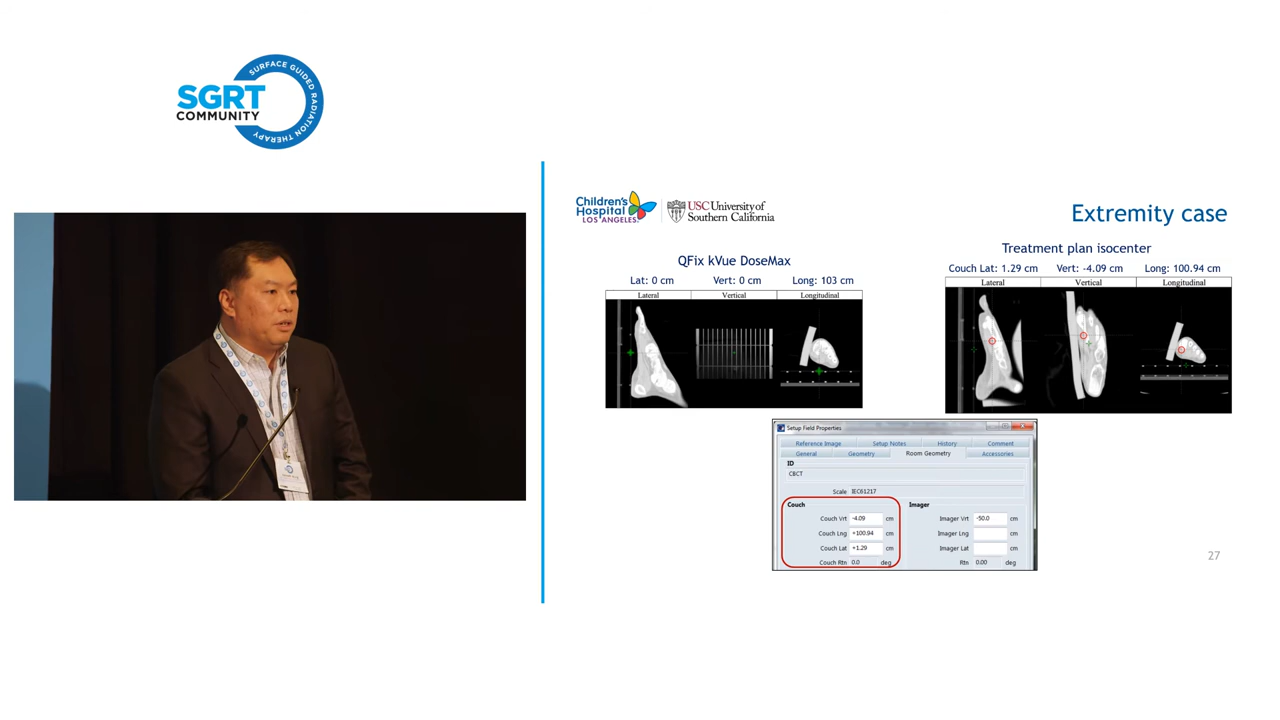 SURFACE GUIDED RADIATION THERAPY
SGRT
COMMUNITY
Children's
Hospital
LOS ANGELES
USC University of
Southern California
Extremity case
QFix kVue DoseMax
Lat: 0 cm Vert: 0 cm Long: 103 cm
Lateral Vertical Longitudinal
Treatment plan isocenter
Couch Lat: 1.29 cm Vert: -4.09 cm Long: 100.94 cm
Lateral Vertical Longitudinal
Setup Field Properties
Reference Image Setup Notes History Comment
General Geometry Room Geometry Accessories
ID
CBCT
Scale IEC61217
Couch Imager
Couch Vrt -4.09 cm Imager Vrt -50.0 cm
Couch Lng +100.94 cm Imager Lng cm
Couch Lat +1.29 cm Imager Lat cm
Couch Rtn 0.0 deg Rtn 0.00 deg
27